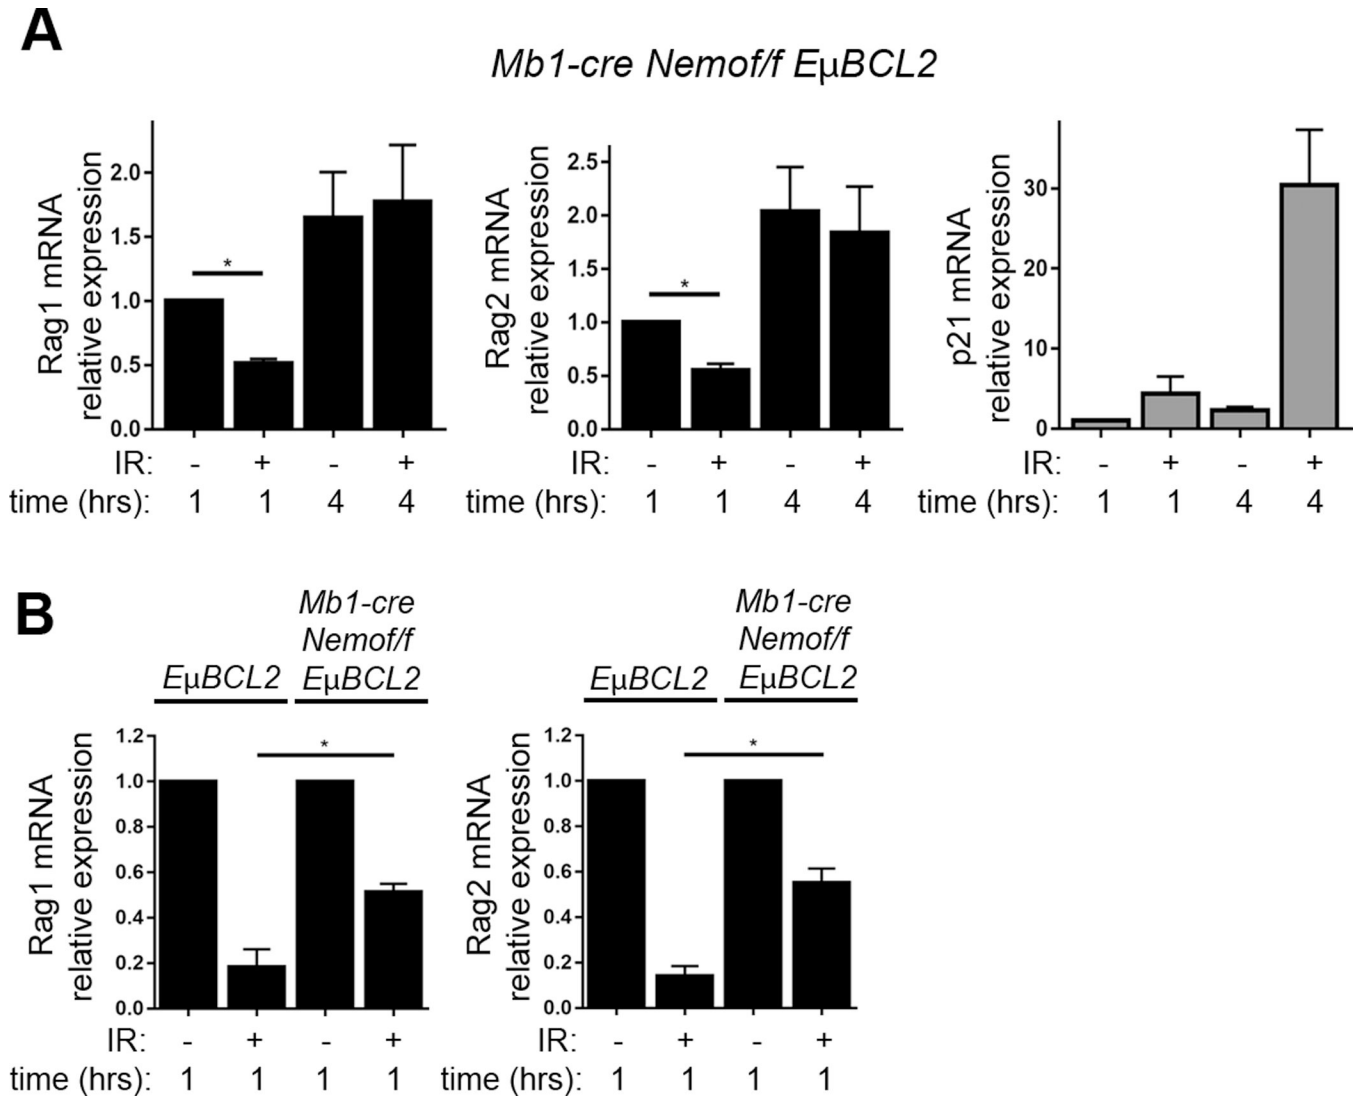 A
Mb1-cre Nemof/f EµBCL2
Rag1 mRNA
relative expression
2.0
1.5
1.0
0.5
0.0
*
IR: - + - +
time (hrs): 1 1 4 4
Rag2 mRNA
relative expression
2.5
2.0
1.5
1.0
0.5
0.0
*
IR: - + - +
time (hrs): 1 1 4 4
p21 mRNA
relative expression
30
20
10
0
IR: - + - +
time (hrs): 1 1 4 4
B
EµBCL2
Mb1-cre
Nemof/f
EµBCL2
Rag1 mRNA
relative expression
1.2
1.0
0.8
0.6
0.4
0.2
0.0
*
IR: - + - +
time (hrs): 1 1 1 1
EµBCL2
Mb1-cre
Nemof/f
EµBCL2
Rag2 mRNA
relative expression
1.2
1.0
0.8
0.6
0.4
0.2
0.0
*
IR: - + - +
time (hrs): 1 1 1 1